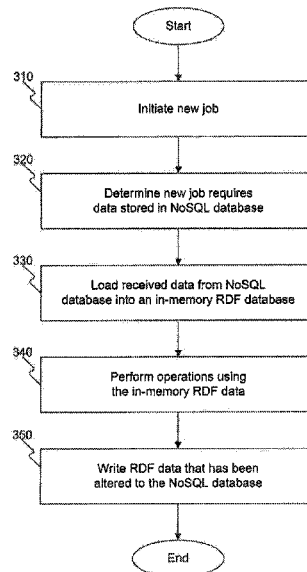 Start
310
Initiate new job
320
Determine new job requires
data stored in NoSQL database
330
Load received data from NoSQL
database into an in-memory RDF database
340
Perform operations using
the in-memory RDF data
350
Write RDF data that has been
altered to the NoSQL database
End